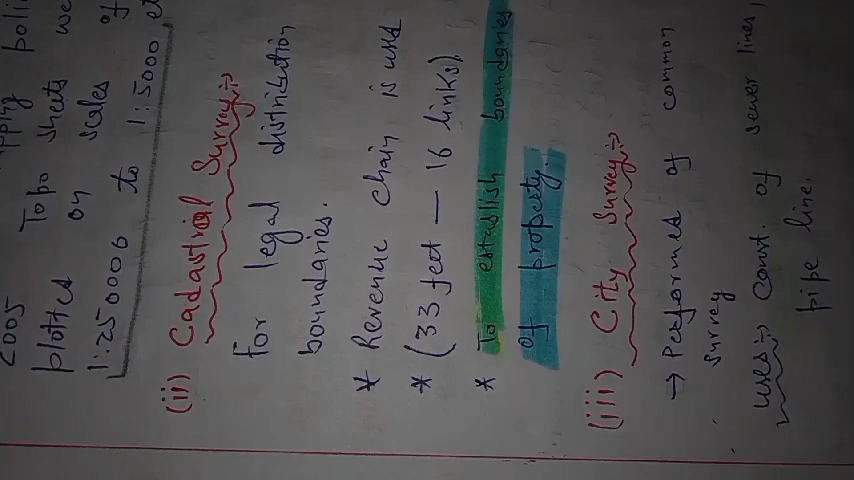 2005 Topo sheets we
plotted on scales of
1:250000 to 1:5000 et
(ii) Cadastral Survey:-
For legal distribution
boundaries.
* Revenue chain is used
* (33 feet — 16 links)
* To establish boundaries
of property.
(iii) City Survey:-
→ Performed of common
survey
uses:→ Const. of sewer lines,
pipe line.